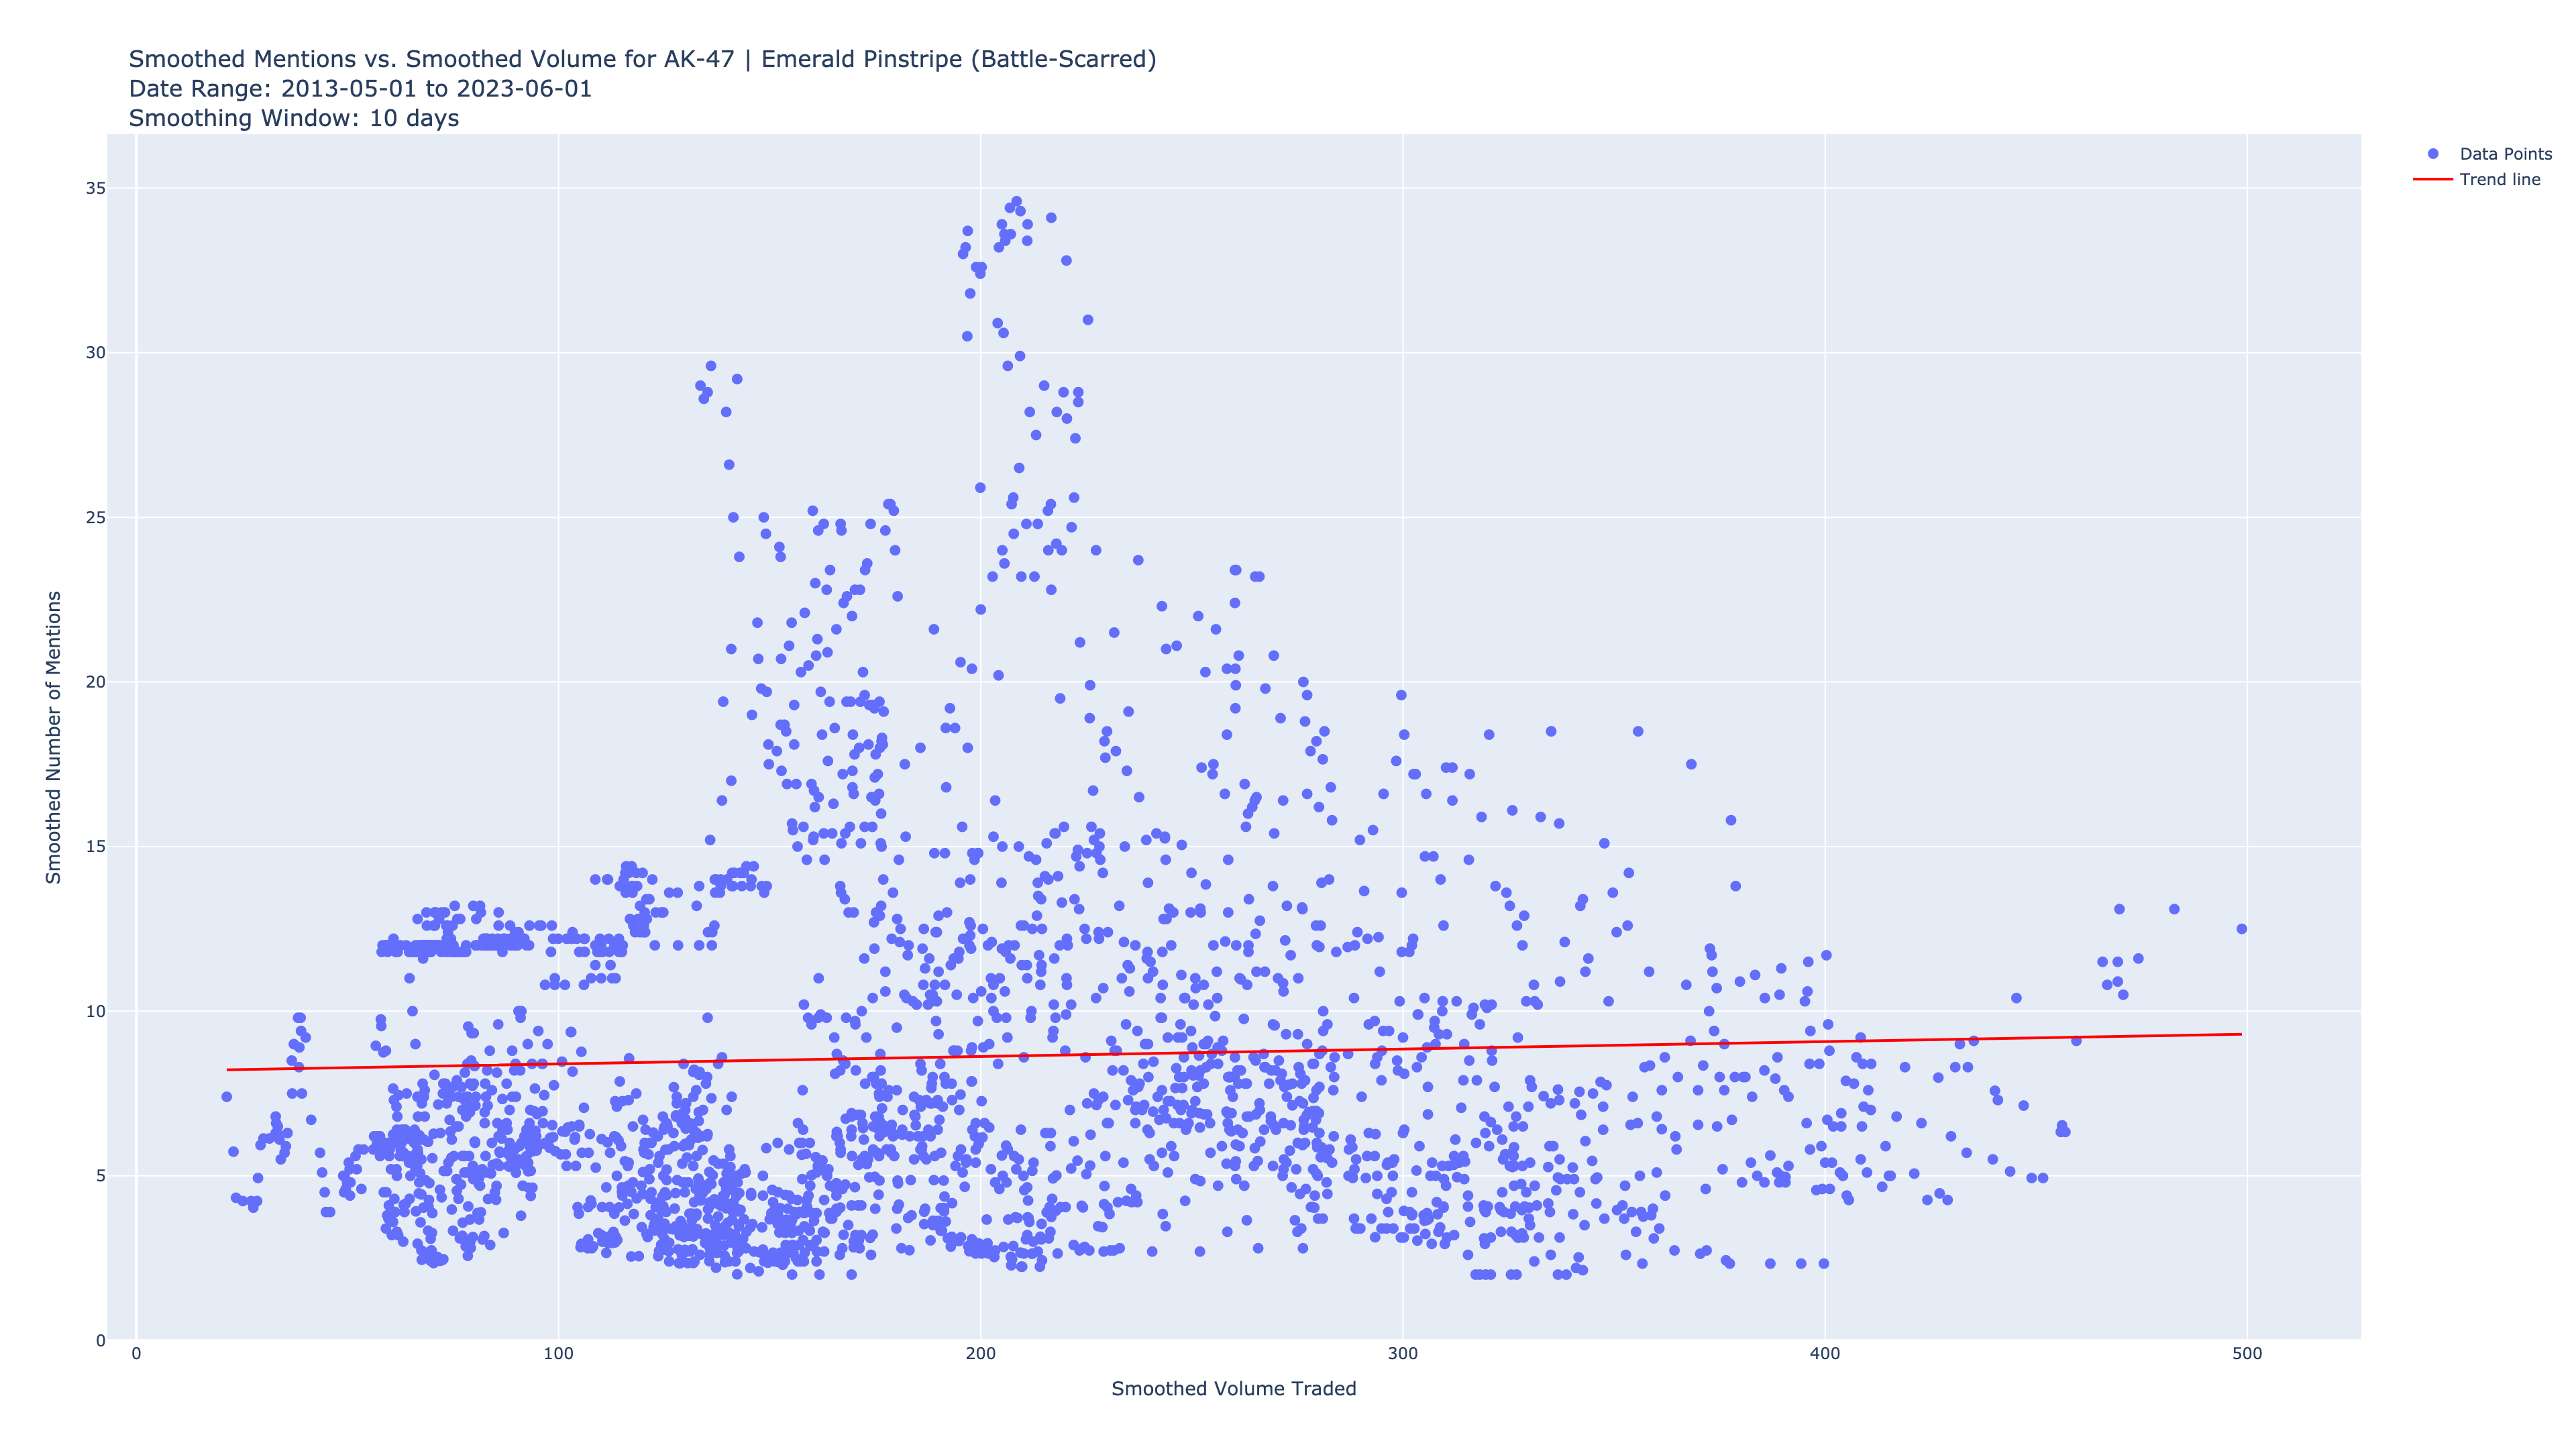 Smoothed Mentions vs. Smoothed Volume for AK-47 | Emerald Pinstripe (Battle-Scarred)
Date Range: 2013-05-01 to 2023-06-01
Smoothing Window: 10 days
Data Points
Trend line
Smoothed Number of Mentions
35
30
25
20
15
10
5
0
0 100 200 300 400 500
Smoothed Volume Traded